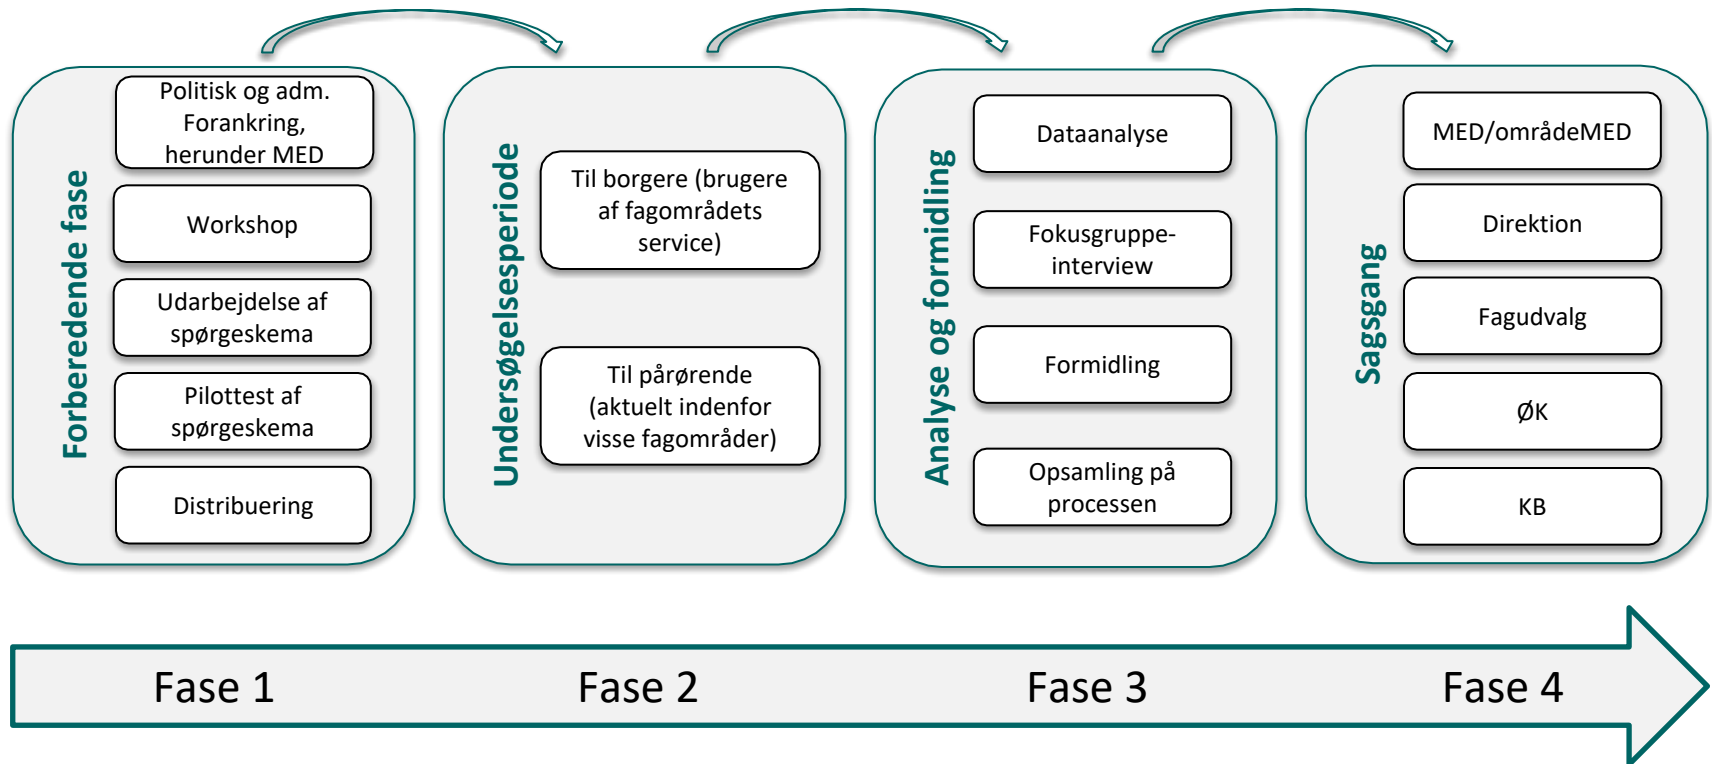 Forberedende fase
Politisk og adm.
Forankring,
herunder MED
Workshop
Udarbejdelse af
spørgeskema
Pilottest af
spørgeskema
Distribuering
Undersøgelsesperiode
Til borgere (brugere
af fagområdets
service)
Til pårørende
(aktuelt indenfor
visse fagområder)
Analyse og formidling
Dataanalyse
Fokusgruppe-
interview
Formidling
Opsamling på
processen
Sagsgang
MED/områdeMED
Direktion
Fagudvalg
ØK
KB
Fase 1
Fase 2
Fase 3
Fase 4